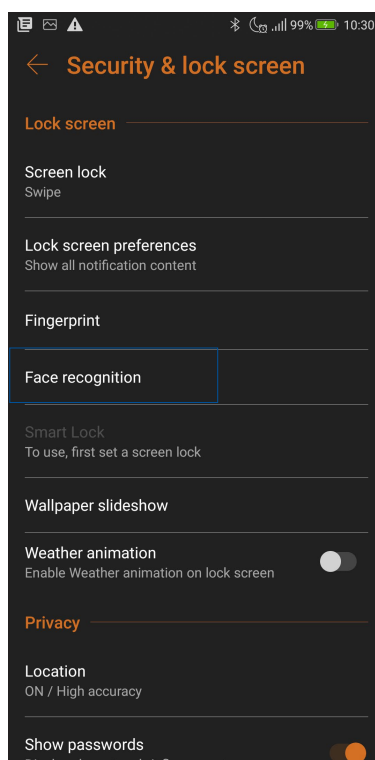 99% 10:30
Security & lock screen
Lock screen
Screen lock
Swipe
Lock screen preferences
Show all notification content
Fingerprint
Face recognition
Smart Lock
To use, first set a screen lock
Wallpaper slideshow
Weather animation
Enable Weather animation on lock screen
Privacy
Location
ON / High accuracy
Show passwords